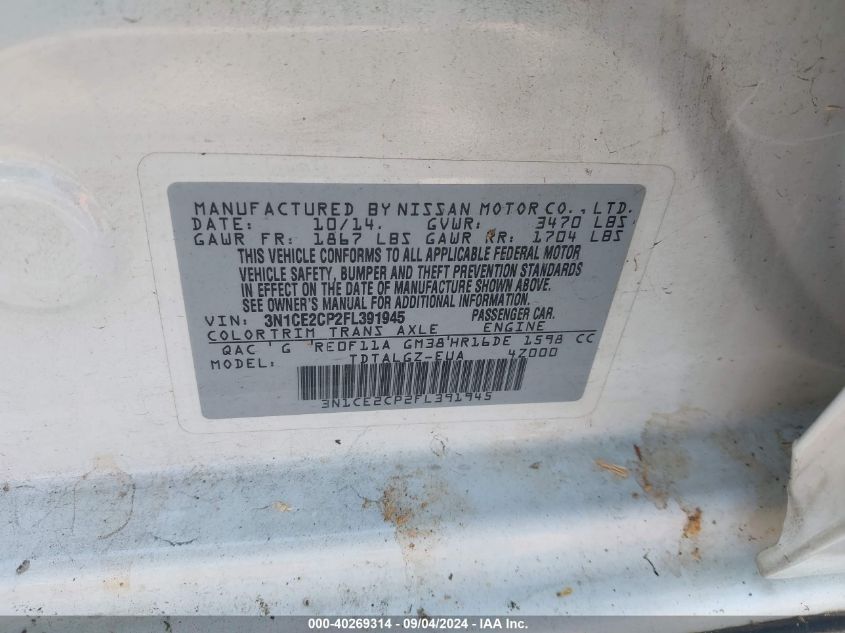 MANUFACTURED BY NISSAN MOTOR CO., LTD.
DATE: 10/14. GVWR: 3470 LBS
GAWR FR: 1867 LBS GAWR RR: 1704 LBS
THIS VEHICLE CONFORMS TO ALL APPLICABLE FEDERAL MOTOR
VEHICLE SAFETY, BUMPER AND THEFT PREVENTION STANDARDS
IN EFFECT ON THE DATE OF MANUFACTURE SHOWN ABOVE.
SEE OWNER'S MANUAL FOR ADDITIONAL INFORMATION.
VIN: 3N1CE2CP2FL391945 PASSENGER CAR.
COLOR TRIM TRANS AXLE ENGINE
QAC ' G 'RE0F11A GM38'HR16DE 1598 CC
MODEL: TDTALGZ-EUA 4Z000
3N1CE2CP2FL391945
000-40269314 - 09/04/2024 - IIS_____, Inc.